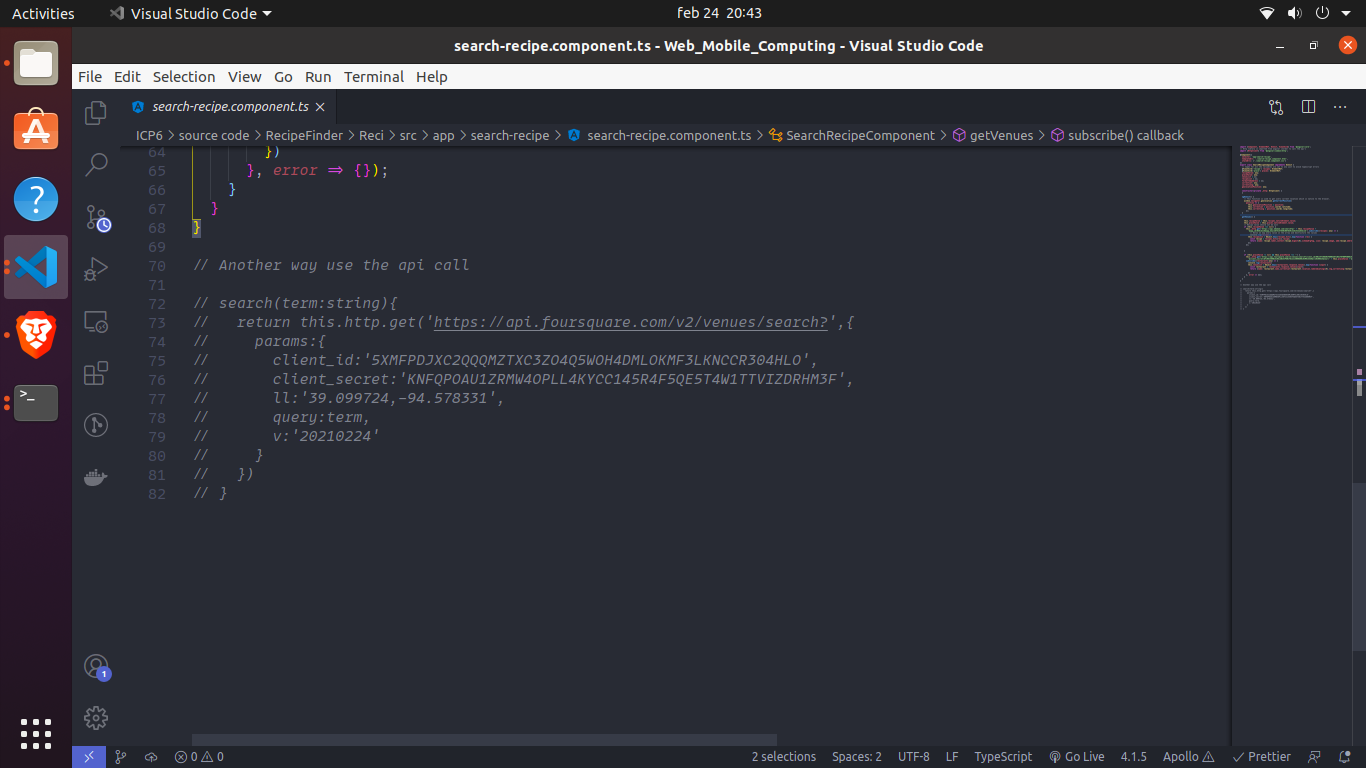 Activities
Visual Studio Code
feb 24 20:43
search-recipe.component.ts - Web_Mobile_Computing - Visual Studio Code
File Edit Selection View Go Run Terminal Help
search-recipe.component.ts
ICP6 > source code > RecipeFinder > Reci > src > app > search-recipe > search-recipe.component.ts > SearchRecipeComponent > getVenues > subscribe() callback
64 })
65 }, error => {});
66 }
67 }
68 }
69
70 // Another way use the api call
71
72 // search(term:string){
73 // return this.http.get('https://api.foursquare.com/v2/venues/search?',{
74 // params:{
75 // client_id:'5XMFPDJXC2QQQMZTXC3ZO4Q5WOH4DMLOKMF3LKNCCR304HLO',
76 // client_secret:'KNFQPOAU1ZRMW4OPLL4KYCC145R4F5QE5T4W1TTVIZDRHM3F',
77 // ll:'39.099724,-94.578331',
78 // query:term,
79 // v:'20210224'
80 // }
81 // })
82 // }
1
0 0
2 selections
Spaces: 2
UTF-8
LF
TypeScript
Go Live
4.1.5
Apollo
Prettier